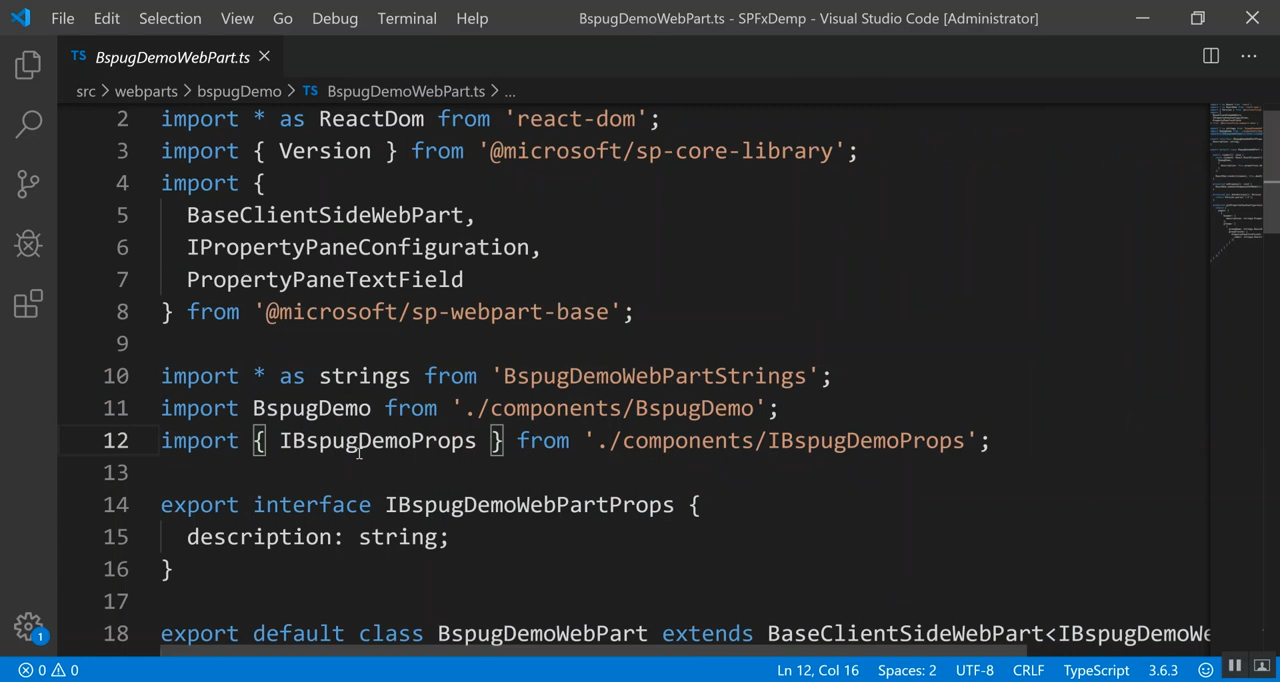 File Edit Selection View Go Debug Terminal Help BspugDemoWebPart.ts - SPFxDemp - Visual Studio Code [Administrator]
TS BspugDemoWebPart.ts
src > webparts > bspugDemo > TS BspugDemoWebPart.ts > ...
2 import * as ReactDom from 'react-dom';
3 import { Version } from '@microsoft/sp-core-library';
4 import {
5 BaseClientSideWebPart,
6 IPropertyPaneConfiguration,
7 PropertyPaneTextField
8 } from '@microsoft/sp-webpart-base';
9
10 import * as strings from 'BspugDemoWebPartStrings';
11 import BspugDemo from './components/BspugDemo';
12 import { IBspugDemoProps } from './components/IBspugDemoProps';
13
14 export interface IBspugDemoWebPartProps {
15 description: string;
16 }
17
18 export default class BspugDemoWebPart extends BaseClientSideWebPart<IBspugDemoWe
1
0 0 Ln 12, Col 16 Spaces: 2 UTF-8 CRLF TypeScript 3.6.3